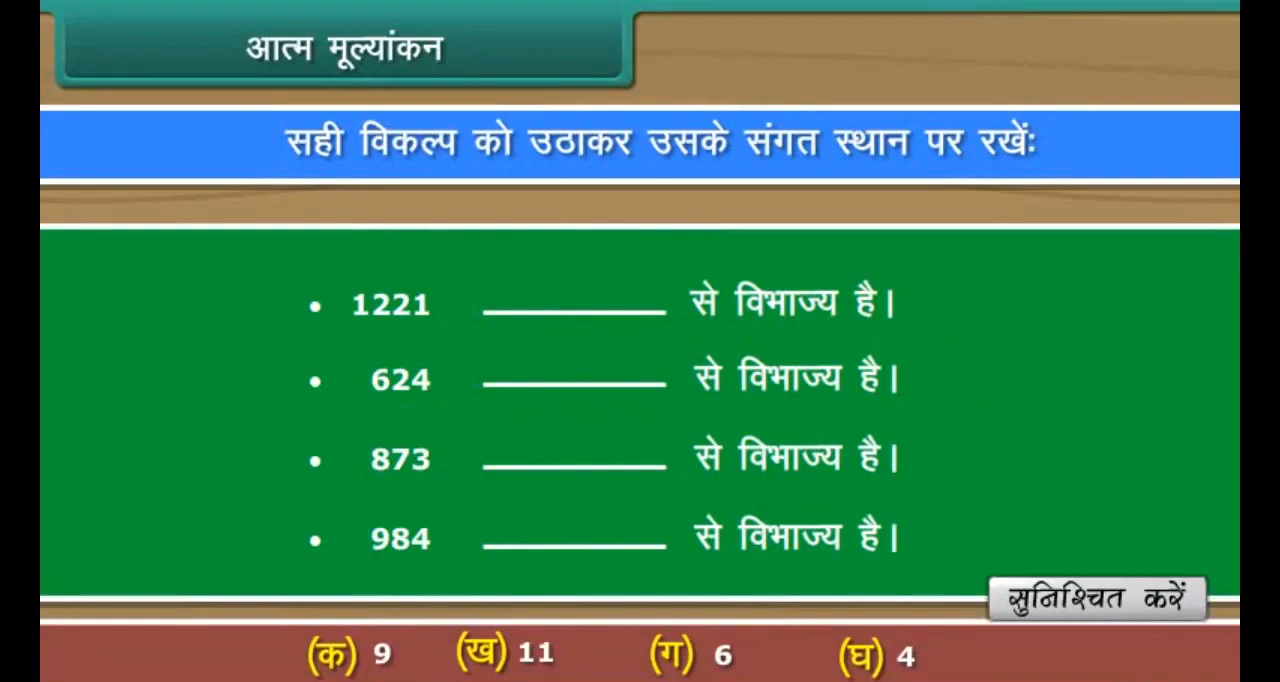 आत्म मूल्यांकन
सही विकल्प को उठाकर उसके संगत स्थान पर रखेंः
• 1221 ________ से विभाज्य है।
• 624 ________ से विभाज्य है।
• 873 ________ से विभाज्य है।
• 984 ________ से विभाज्य है।
सुनिश्चित करें
(क) 9 (ख) 11 (ग) 6 (घ) 4